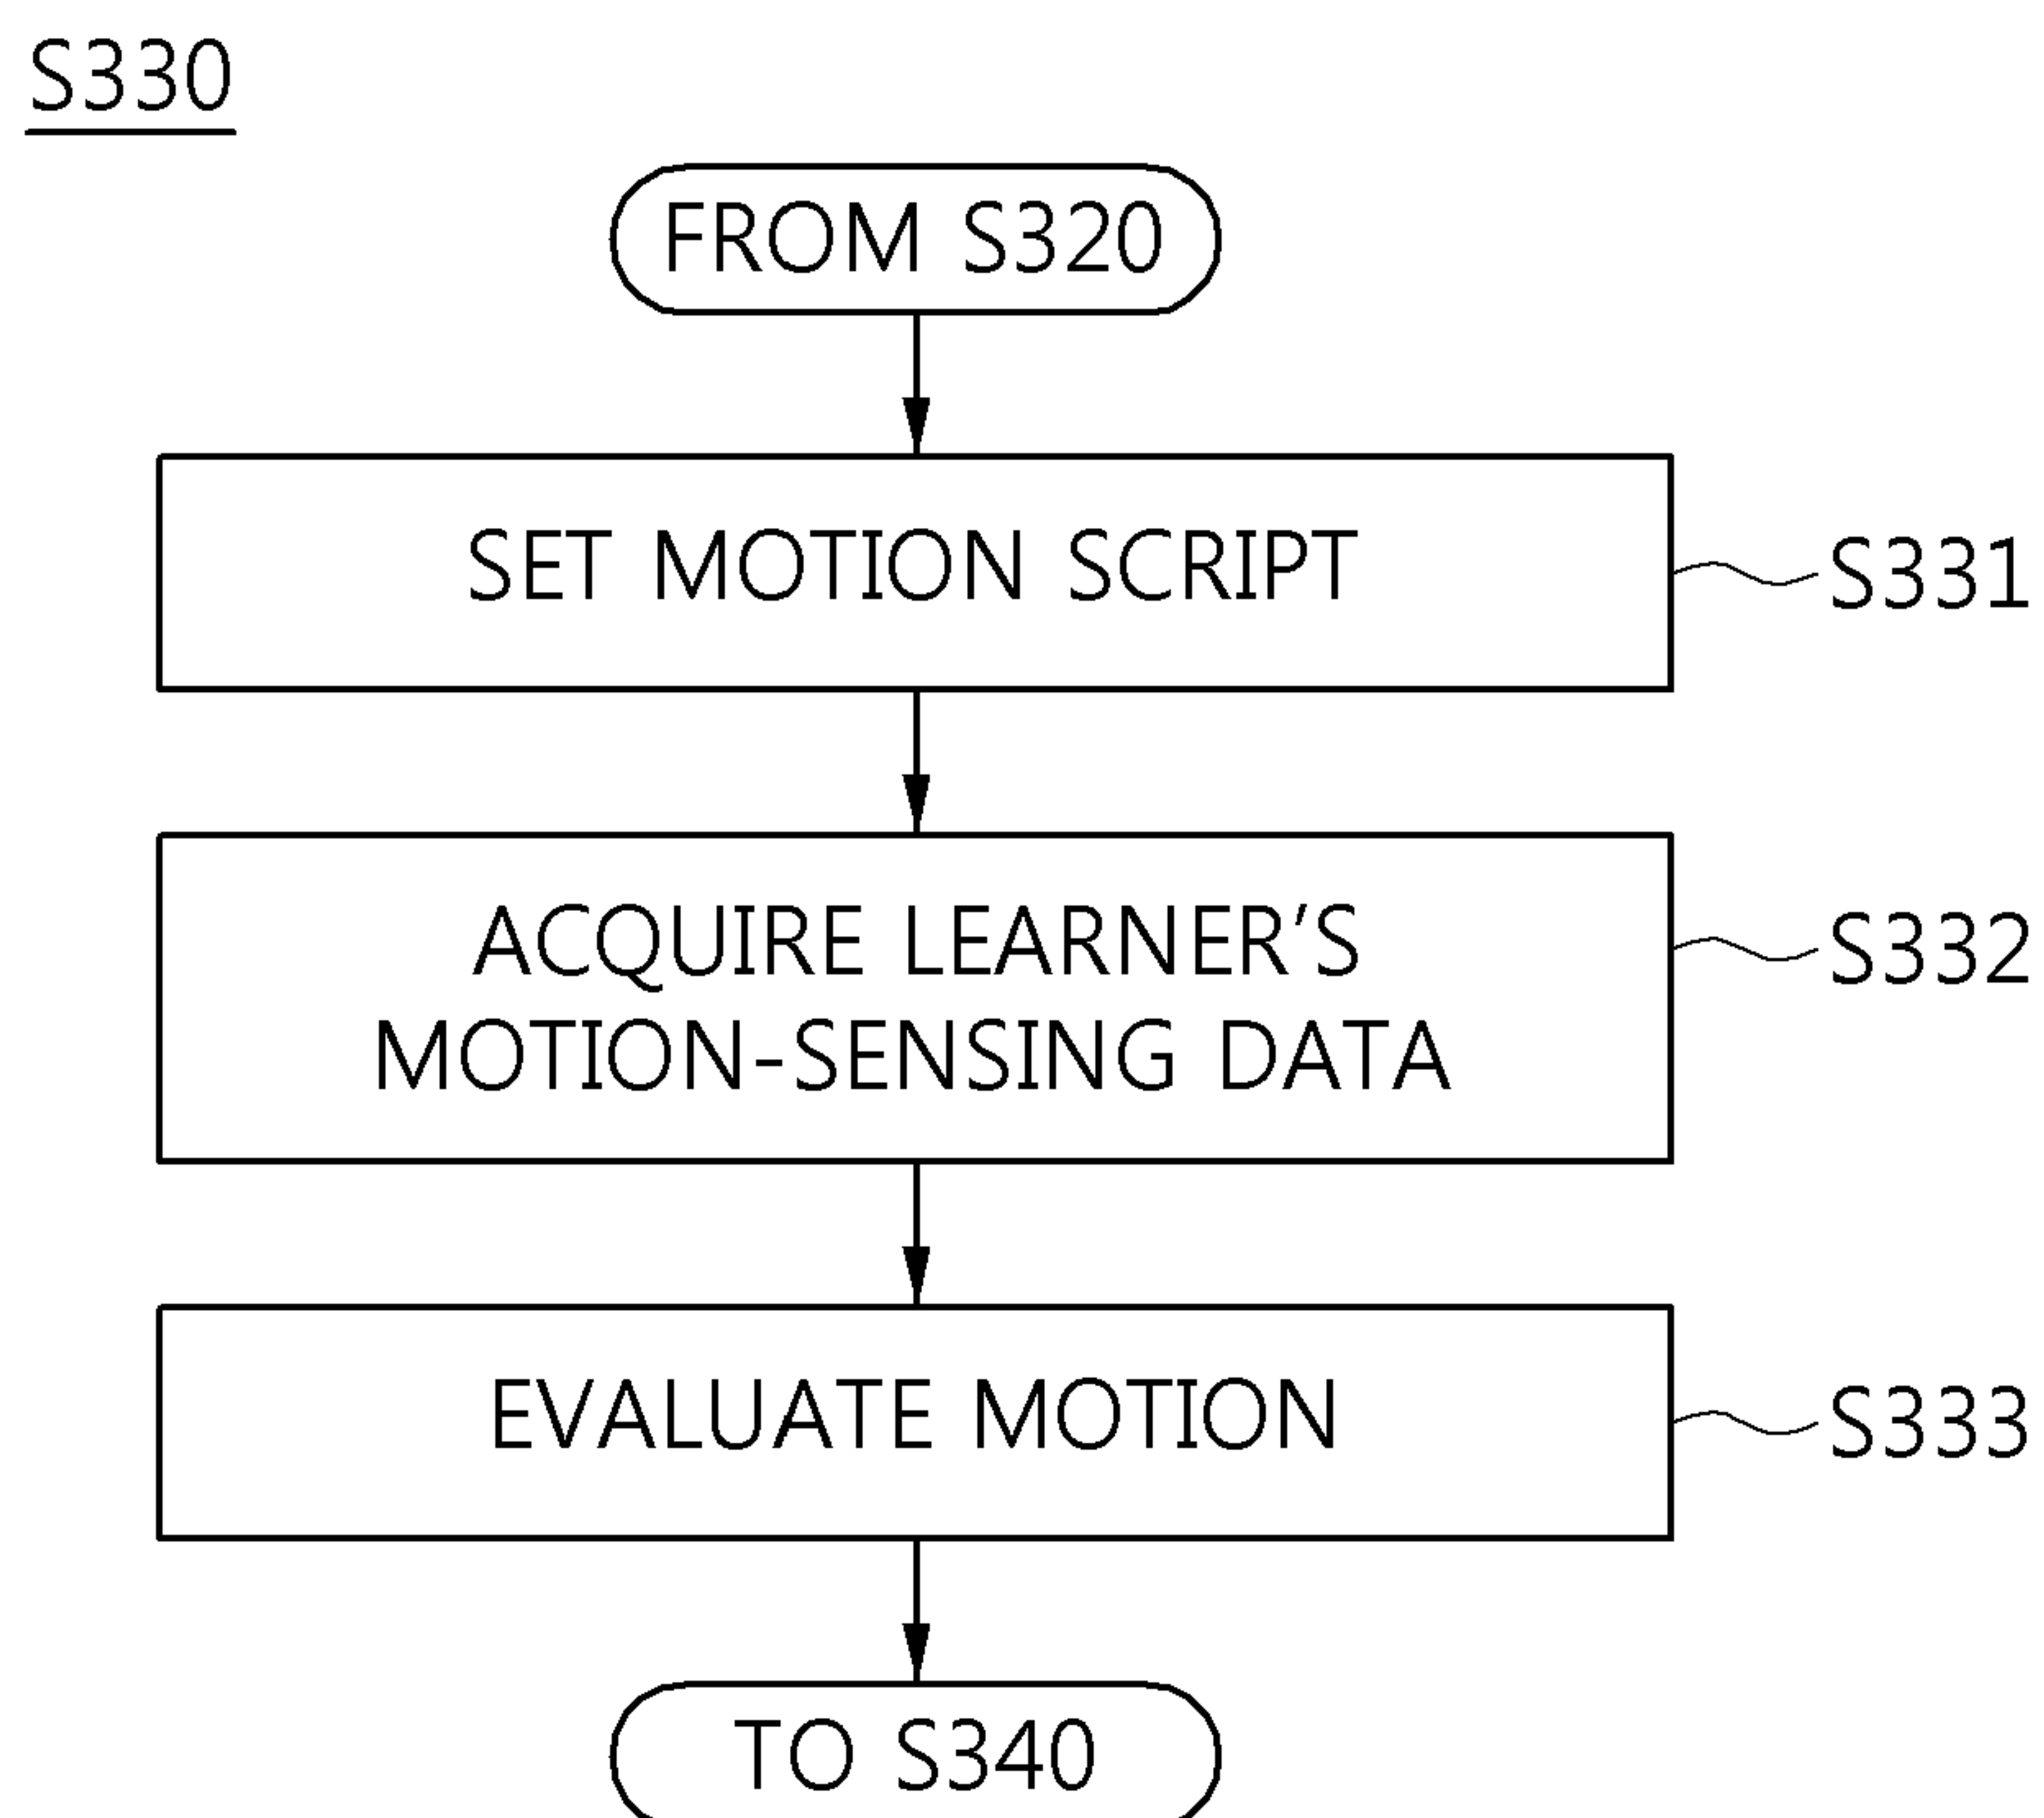 S330
FROM S320
SET MOTION SCRIPT
S331
ACQUIRE LEARNER'S
MOTION-SENSING DATA
S332
EVALUATE MOTION
S333
TO S340